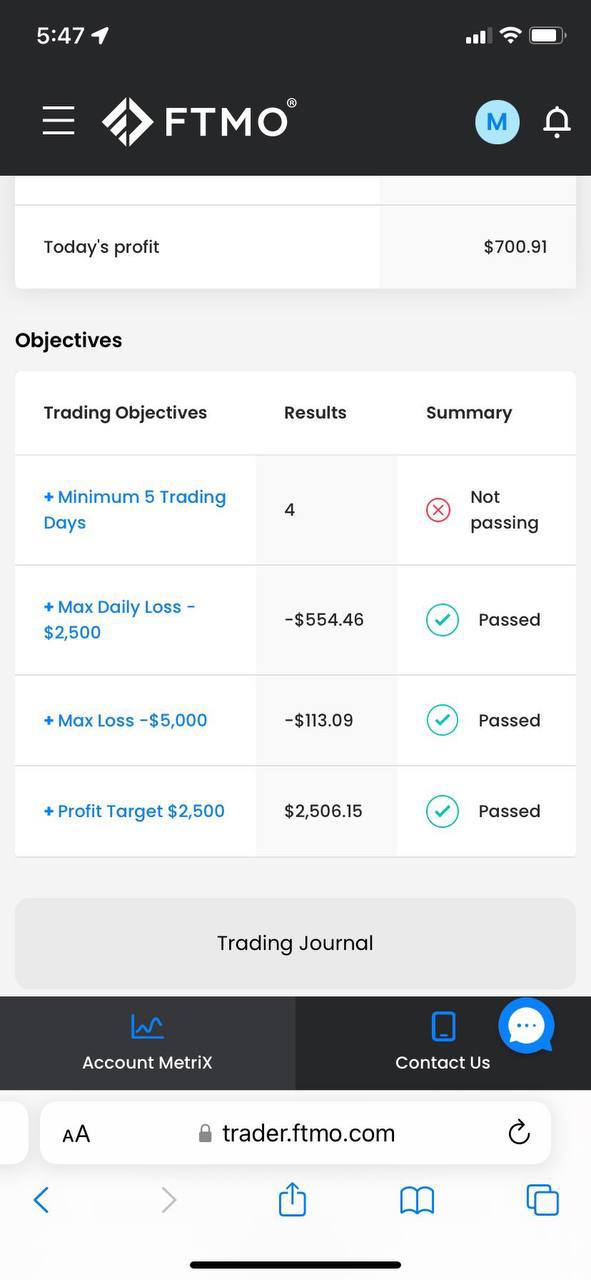 5:47
FTMO®
M
Today's profit
$700.91
Objectives
Trading Objectives
Results
Summary
+ Minimum 5 Trading
Days
4
Not
passing
+ Max Daily Loss -
$2,500
-$554.46
Passed
+ Max Loss -$5,000
-$113.09
Passed
+ Profit Target $2,500
$2,506.15
Passed
Trading Journal
Account MetriX
Contact Us
AA
trader.ftmo.com